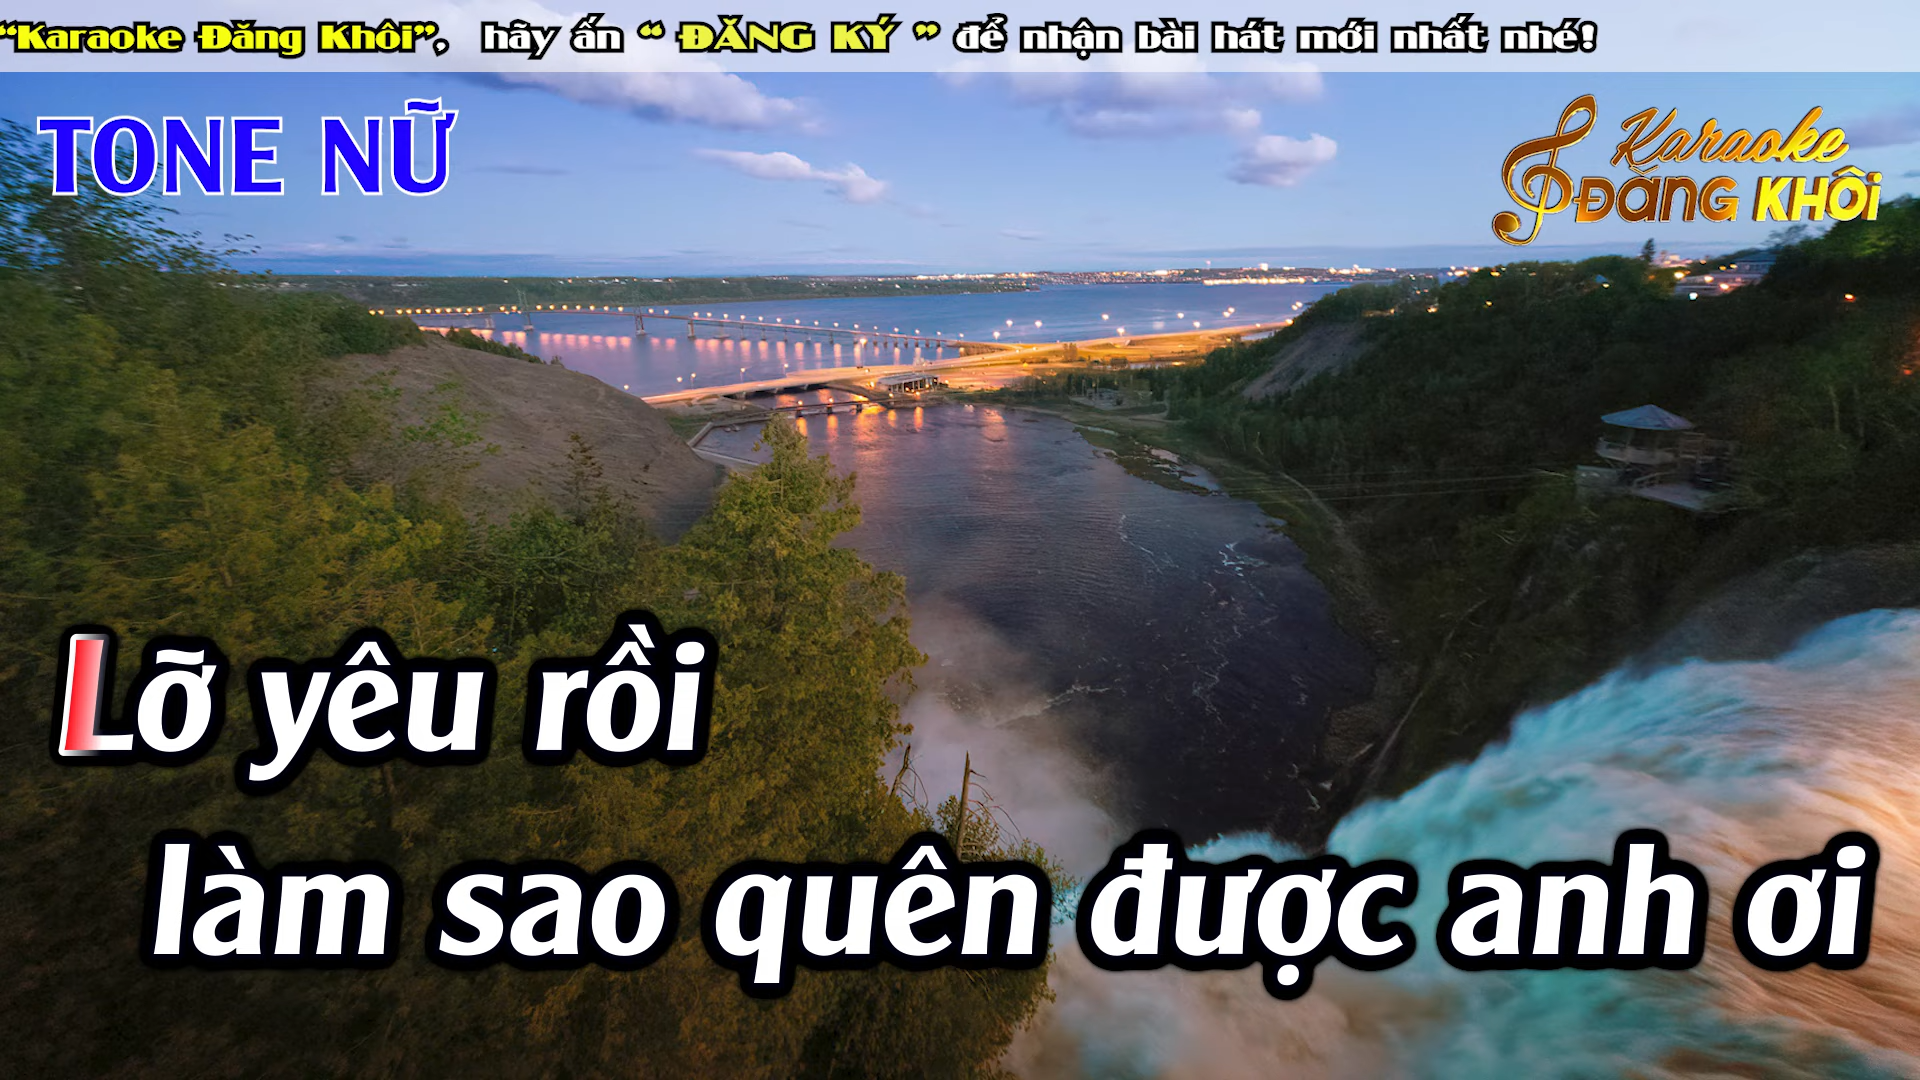 “Karaoke Đăng Khôi”, hãy ấn “ ĐĂNG KÝ ” để nhận bài hát mới nhất nhé!
TONE NỮ
Karaoke
ĐĂNG KHÔI
Lỡ yêu rồi
làm sao quên được anh ơi